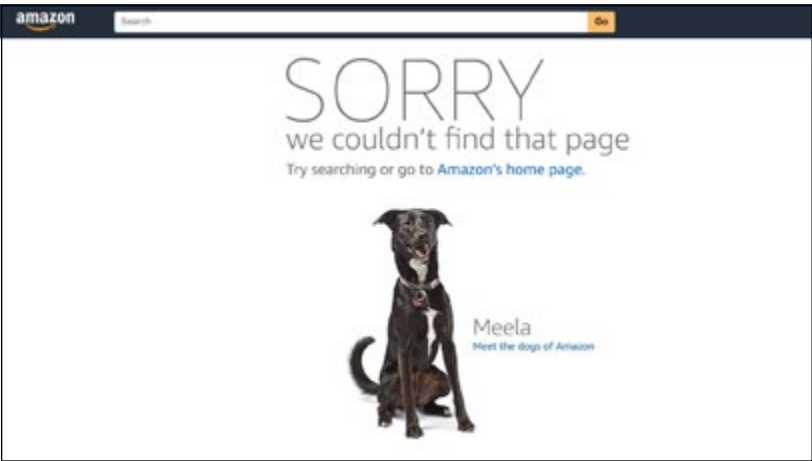 amazon
Search
Go
SORRY
we couldn't find that page
Try searching or go to Amazon's home page.
Meela
Meet the dogs of Amazon